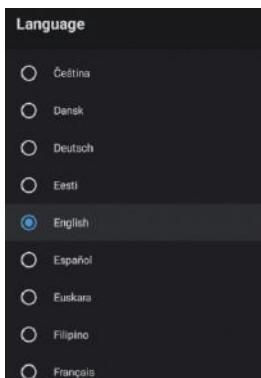 Language
Čeština
Dansk
Deutsch
Eesti
English
Español
Euskara
Filipino
Français